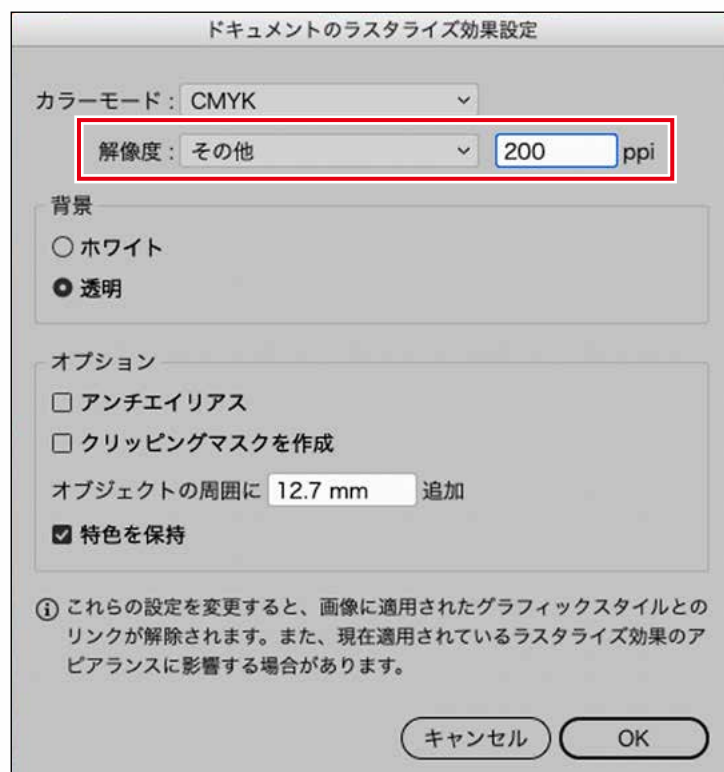 ドキュメントのラスタライズ効果設定
カラーモード : CMYK
解像度 : その他 200 ppi
背景
ホワイト
透明
オプション
アンチエイリアス
クリッピングマスクを作成
オブジェクトの周囲に 12.7 mm 追加
特色を保持
これらの設定を変更すると、画像に適用されたグラフィックスタイルとの
リンクが解除されます。また、現在適用されているラスタライズ効果のア
ピアランスに影響する場合があります。
キャンセル OK